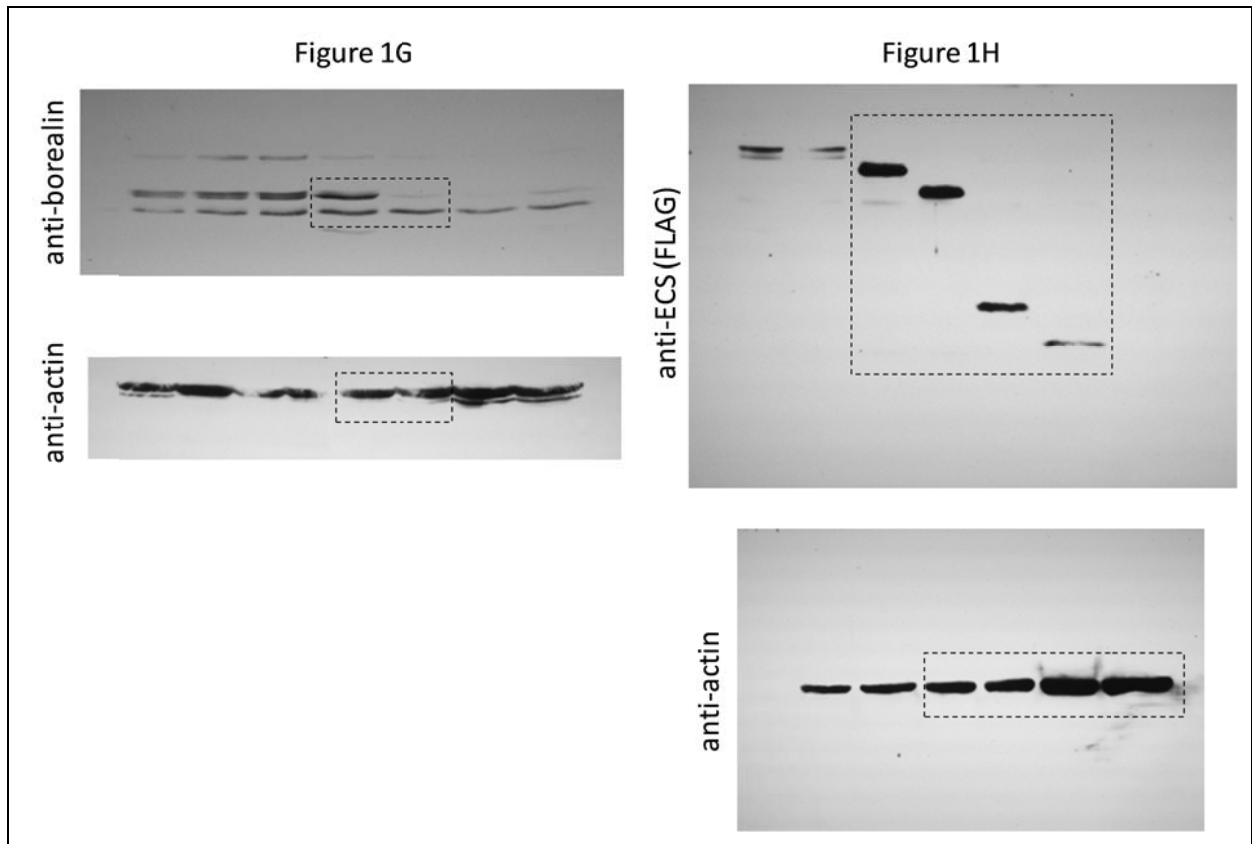 Figure 1G
anti-borealin
anti-actin
Figure 1H
anti-ECS (FLAG)
anti-actin